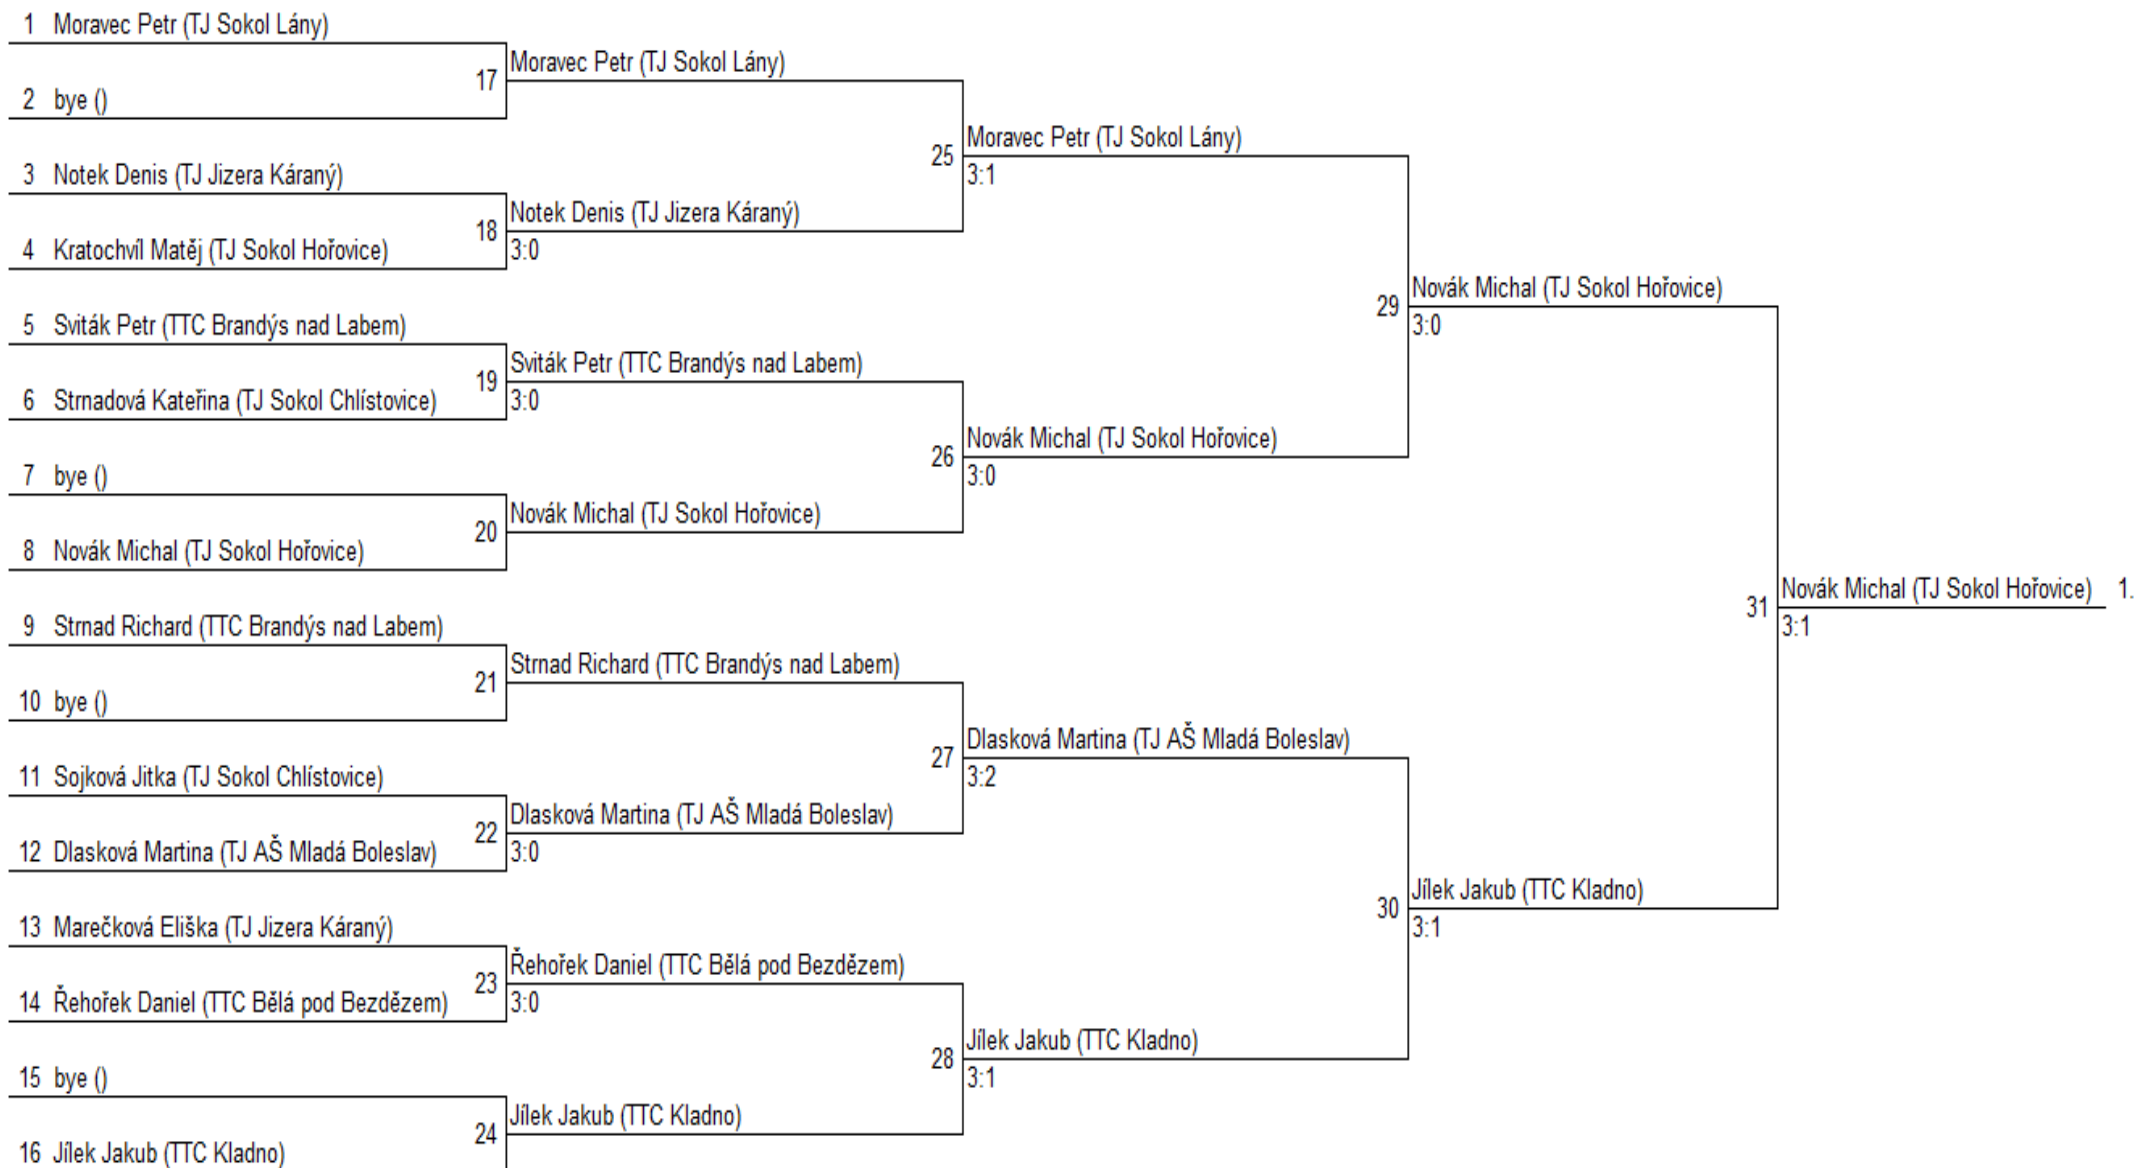 1 Moravec Petr (TJ Sokol Lány)
17 Moravec Petr (TJ Sokol Lány)
2 bye ()
25 Moravec Petr (TJ Sokol Lány)
3:1
3 Notek Denis (TJ Jizera Káraný)
18 Notek Denis (TJ Jizera Káraný)
3:0
4 Kratochvíl Matěj (TJ Sokol Hořovice)
29 Novák Michal (TJ Sokol Hořovice)
3:0
5 Sviták Petr (TTC Brandýs nad Labem)
19 Sviták Petr (TTC Brandýs nad Labem)
3:0
6 Strnadová Kateřina (TJ Sokol Chlístovice)
26 Novák Michal (TJ Sokol Hořovice)
3:0
7 bye ()
20 Novák Michal (TJ Sokol Hořovice)
8 Novák Michal (TJ Sokol Hořovice)
31 Novák Michal (TJ Sokol Hořovice) 1.
3:1
9 Strnad Richard (TTC Brandýs nad Labem)
21 Strnad Richard (TTC Brandýs nad Labem)
10 bye ()
27 Dlasková Martina (TJ AŠ Mladá Boleslav)
3:2
11 Sojková Jitka (TJ Sokol Chlístovice)
22 Dlasková Martina (TJ AŠ Mladá Boleslav)
3:0
12 Dlasková Martina (TJ AŠ Mladá Boleslav)
30 Jílek Jakub (TTC Kladno)
3:1
13 Marečková Eliška (TJ Jizera Káraný)
23 Řehořek Daniel (TTC Bělá pod Bezdězem)
3:0
14 Řehořek Daniel (TTC Bělá pod Bezdězem)
28 Jílek Jakub (TTC Kladno)
3:1
15 bye ()
24 Jílek Jakub (TTC Kladno)
16 Jílek Jakub (TTC Kladno)